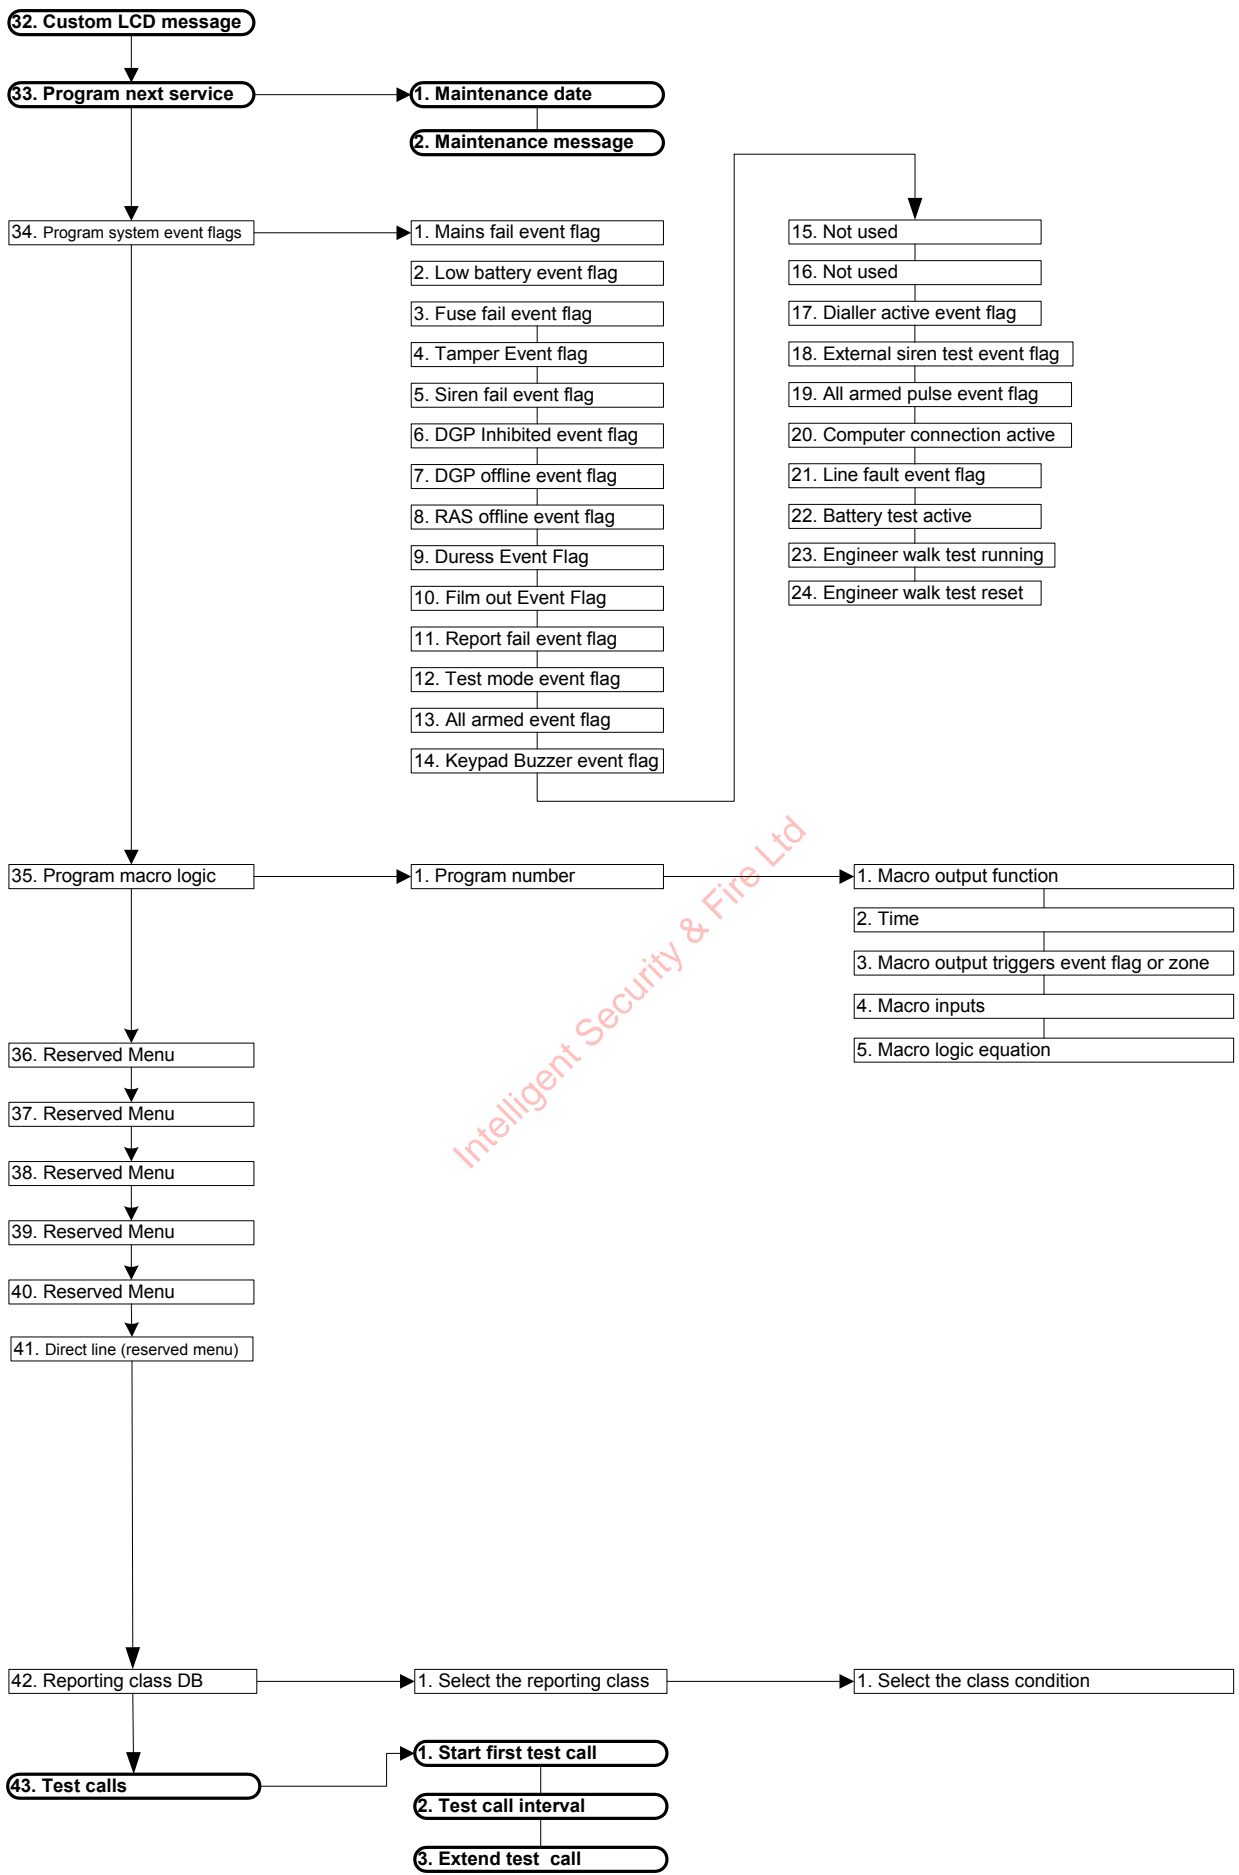 32. Custom LCD message
33. Program next service
1. Maintenance date
2. Maintenance message
34. Program system event flags
1. Mains fail event flag
2. Low battery event flag
3. Fuse fail event flag
4. Tamper Event flag
5. Siren fail event flag
6. DGP Inhibited event flag
7. DGP offline event flag
8. RAS offline event flag
9. Duress Event Flag
10. Film out Event Flag
11. Report fail event flag
12. Test mode event flag
13. All armed event flag
14. Keypad Buzzer event flag
15. Not used
16. Not used
17. Dialler active event flag
18. External siren test event flag
19. All armed pulse event flag
20. Computer connection active
21. Line fault event flag
22. Battery test active
23. Engineer walk test running
24. Engineer walk test reset
35. Program macro logic
1. Program number
1. Macro output function
2. Time
3. Macro output triggers event flag or zone
4. Macro inputs
5. Macro logic equation
36. Reserved Menu
37. Reserved Menu
38. Reserved Menu
39. Reserved Menu
40. Reserved Menu
41. Direct line (reserved menu)
Intelligent Security & Fire Ltd
42. Reporting class DB
1. Select the reporting class
1. Select the class condition
43. Test calls
1. Start first test call
2. Test call interval
3. Extend test call